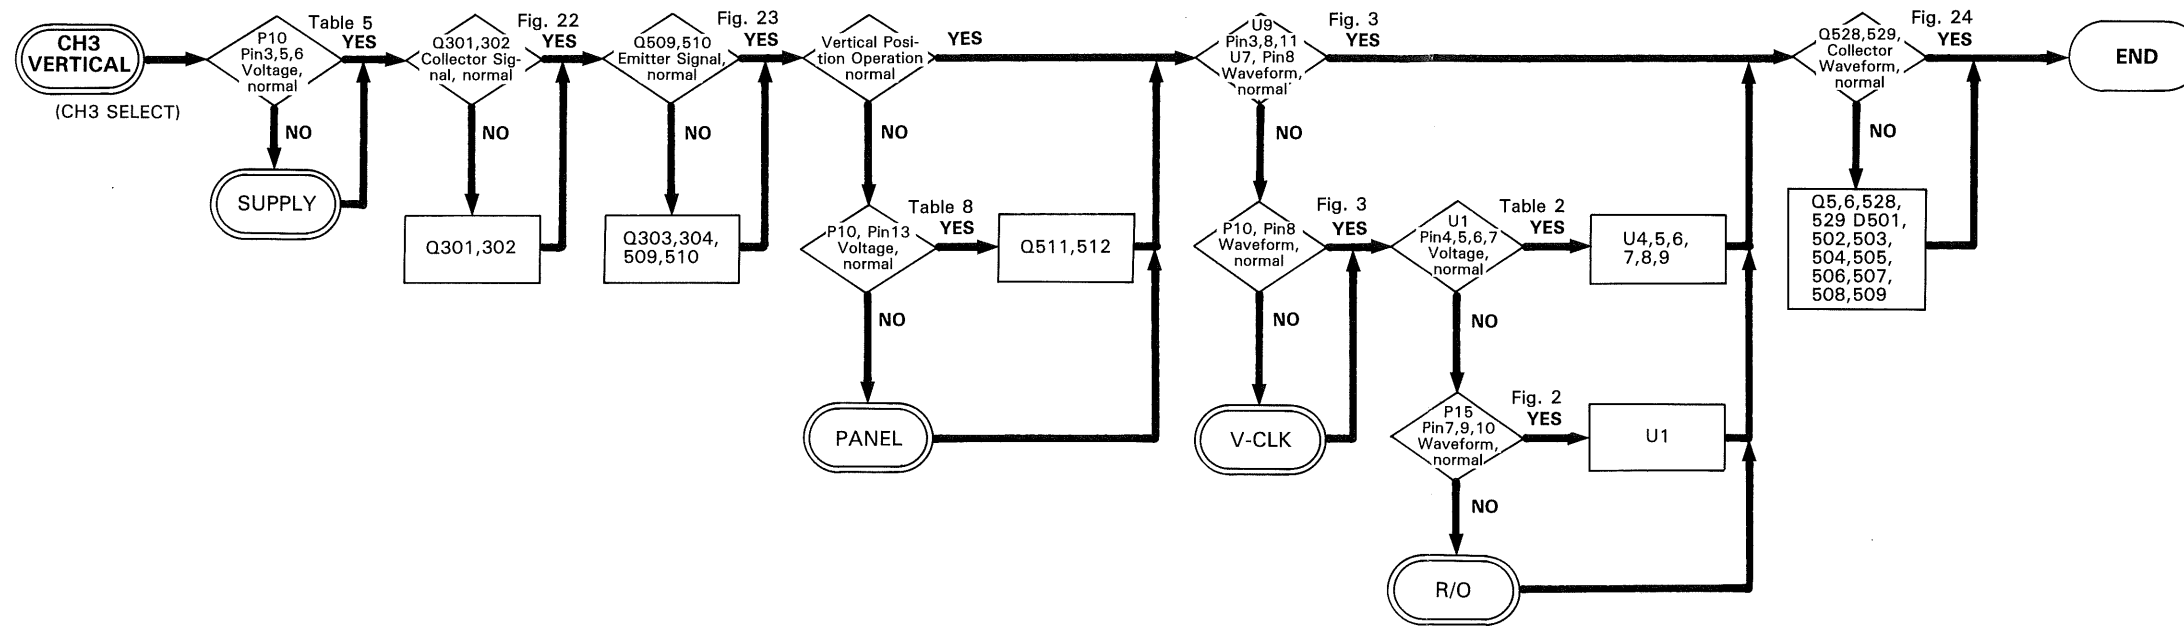 CH3
VERTICAL
(CH3 SELECT)
P10
Pin3,5,6
Voltage,
normal
Table 5
YES
NO
SUPPLY
Q301,302
Collector Sig-
nal, normal
Fig. 22
YES
NO
Q301,302
Q509,510
Emitter Signal,
normal
Fig. 23
YES
NO
Q303,304,
509,510
Vertical Posi-
tion Operation
normal
YES
NO
P10, Pin13
Voltage,
normal
Table 8
YES
Q511,512
NO
PANEL
U9
Pin3,8,11
U7, Pin8
Waveform,
normal
Fig. 3
YES
NO
P10, Pin8
Waveform,
normal
Fig. 3
YES
NO
V-CLK
U1
Pin4,5,6,7
Voltage,
normal
Table 2
YES
U4,5,6,
7,8,9
NO
P15
Pin7,9,10
Waveform,
normal
Fig. 2
YES
U1
NO
R/O
Q528,529,
Collector
Waveform,
normal
Fig. 24
YES
NO
Q5,6,528,
529 D501,
502,503,
504,505,
506,507,
508,509
END